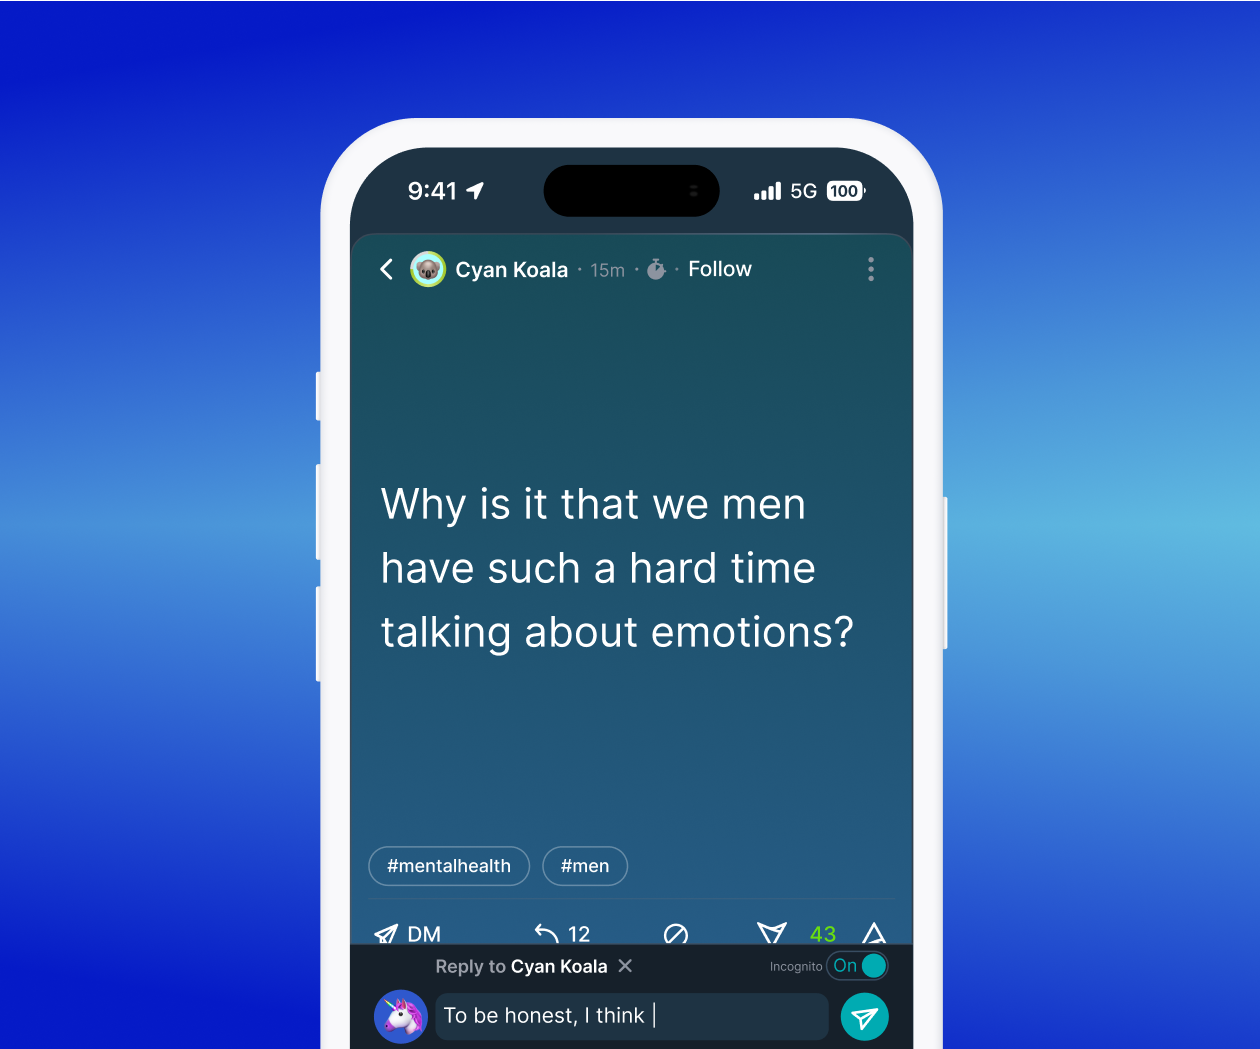 9:41 5G 100
Cyan Koala · 15m · · Follow
Why is it that we men
have such a hard time
talking about emotions?
#mentalhealth #men
DM 12 43
Reply to Cyan Koala Incognito On
To be honest, I think